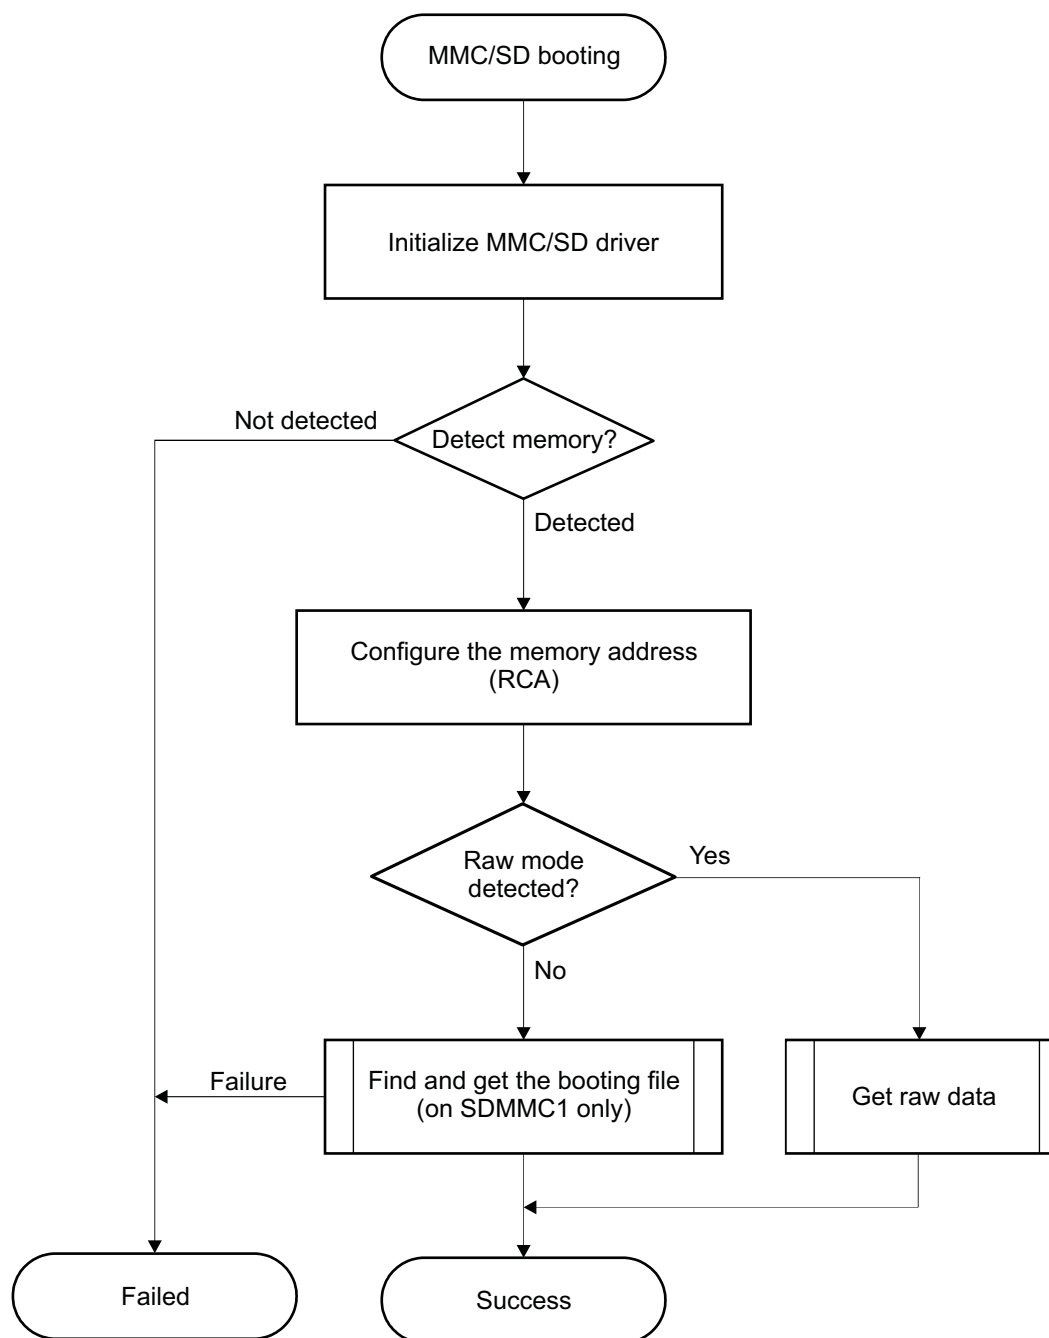 MMC/SD booting
Initialize MMC/SD driver
Not detected
Detect memory?
Detected
Configure the memory address
(RCA)
Raw mode
detected?
Yes
No
Failure
Find and get the booting file
(on SDMMC1 only)
Get raw data
Failed
Success